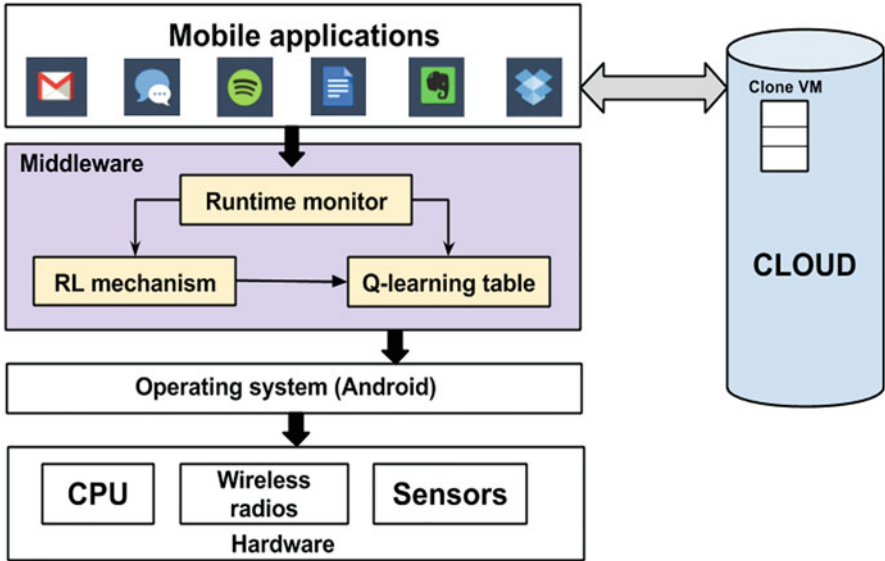 Mobile applications
Clone VM
Middleware
Runtime monitor
RL mechanism
Q-learning table
CLOUD
Operating system (Android)
CPU
Wireless
radios
Sensors
Hardware